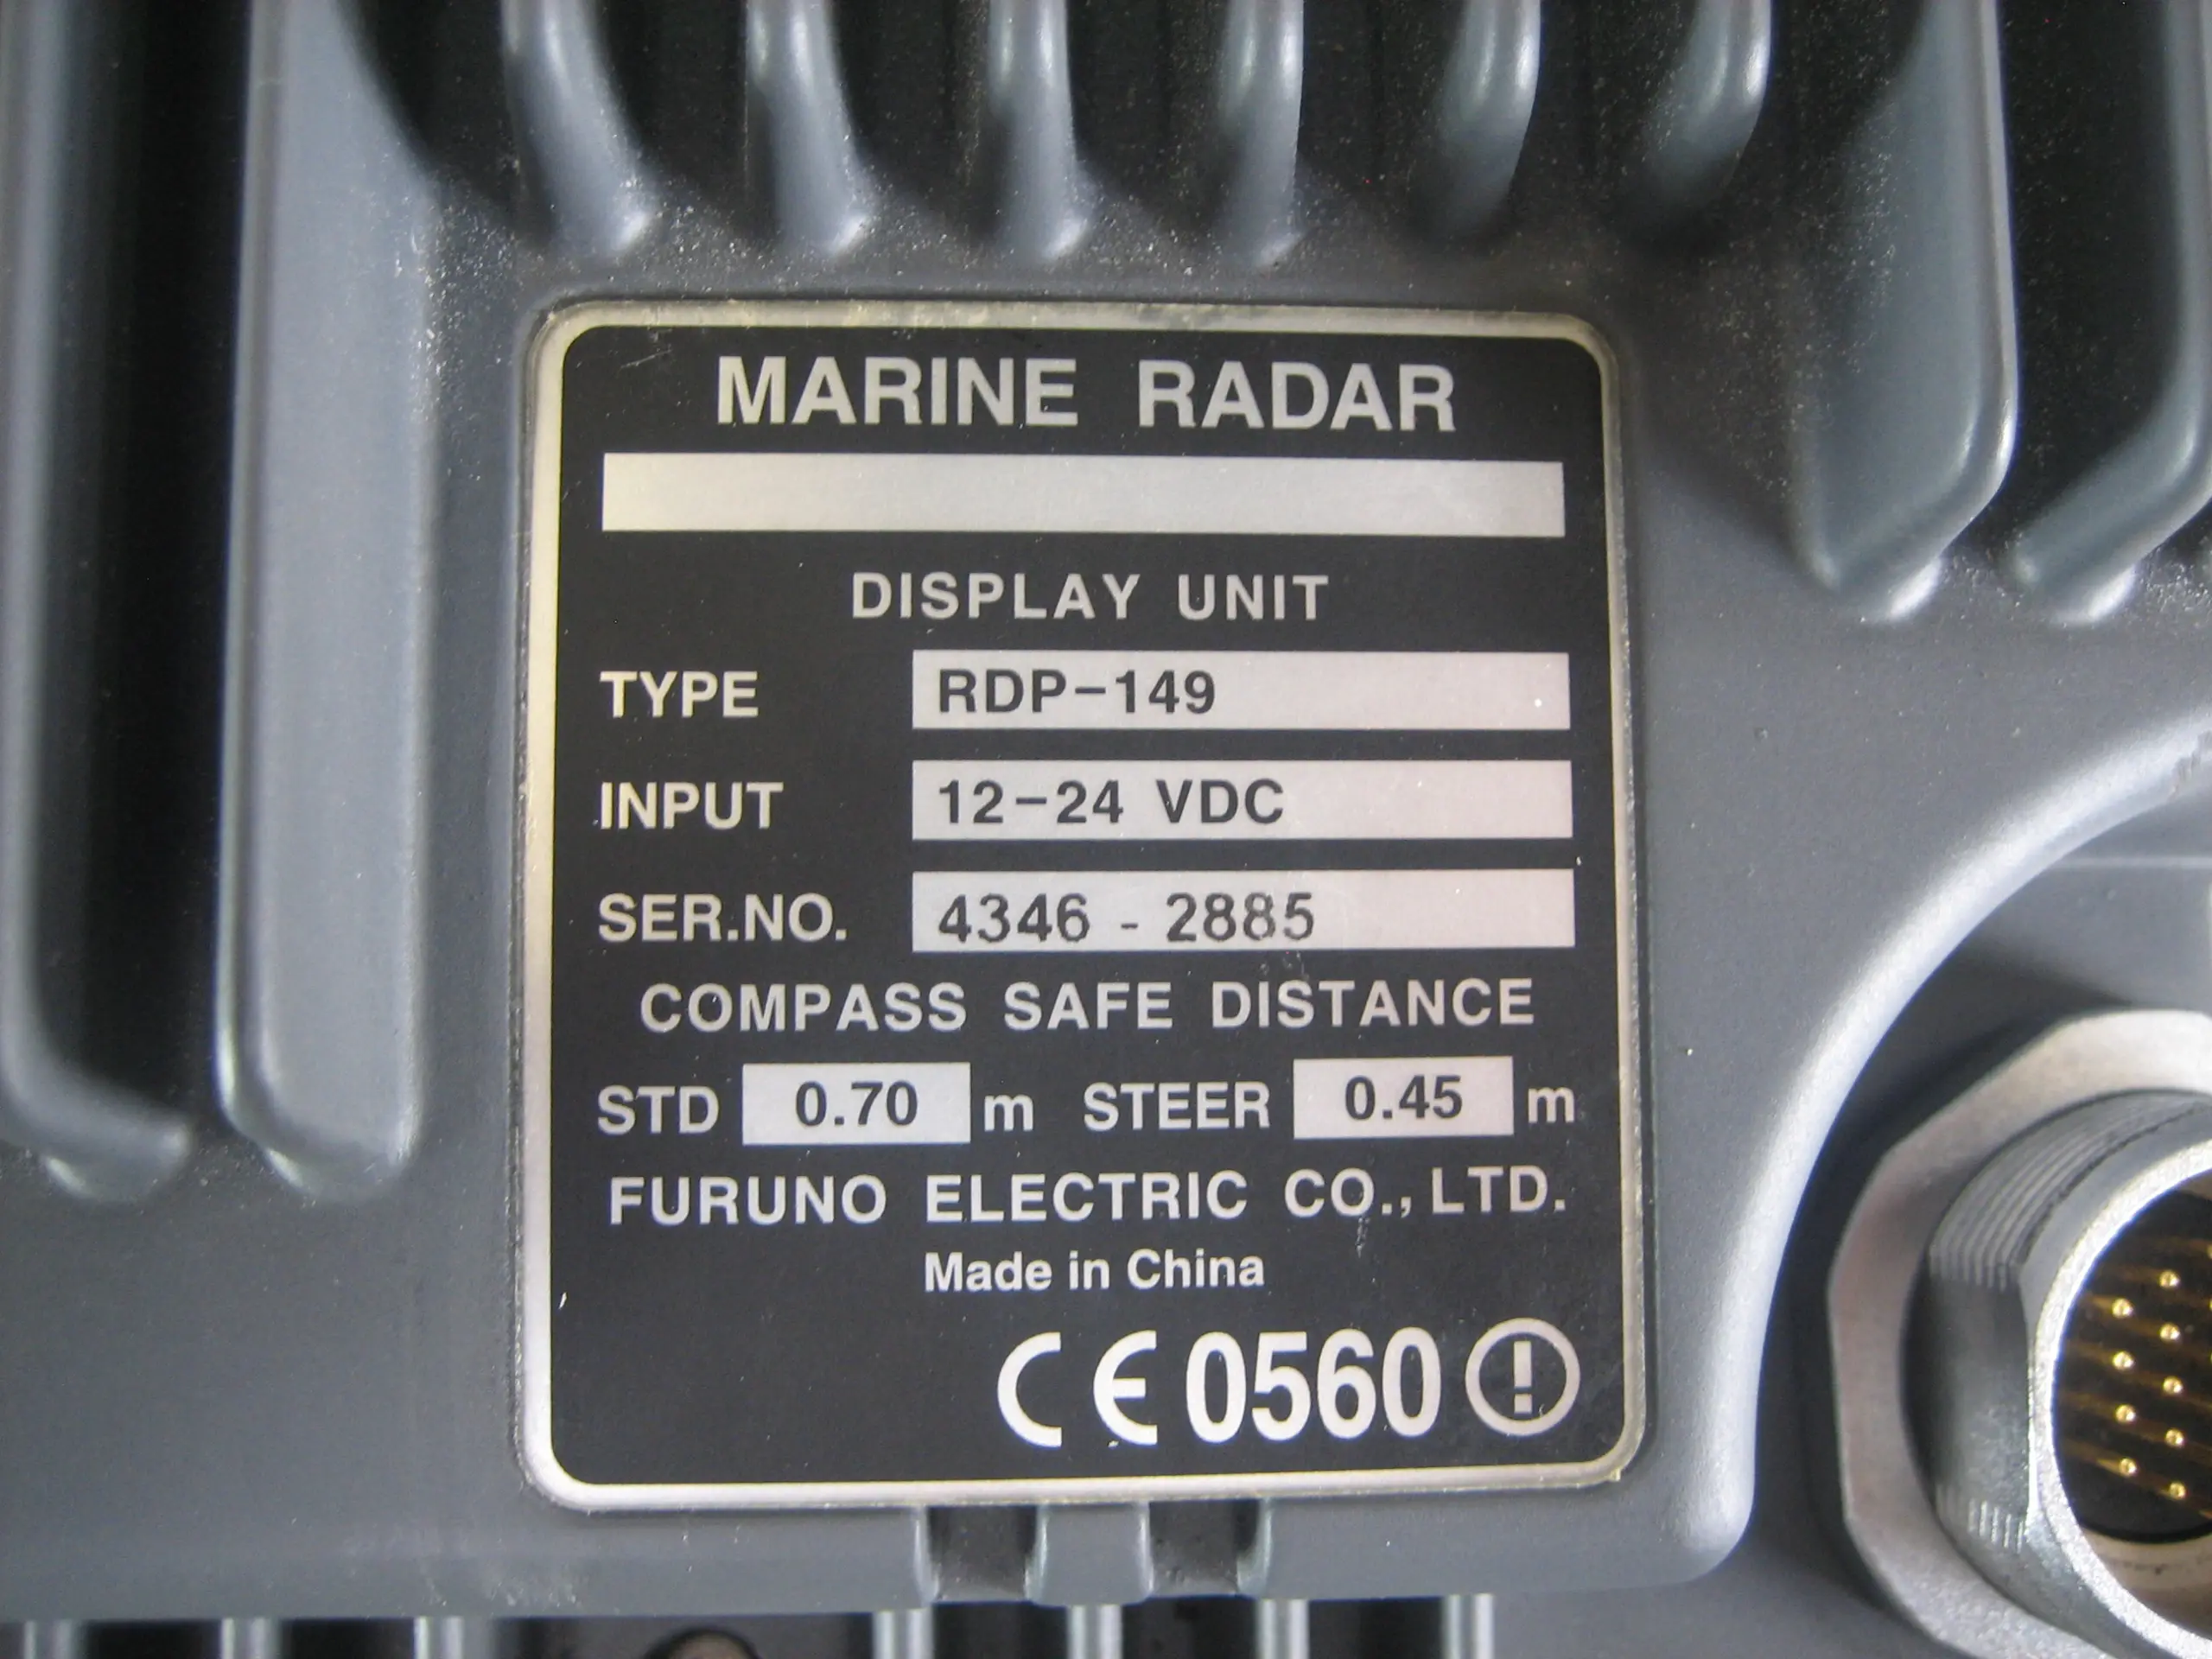 MARINE RADAR
DISPLAY UNIT
TYPE RDP-149
INPUT 12-24 VDC
SER.NO. 4346 - 2885
COMPASS SAFE DISTANCE
STD 0.70 m STEER 0.45 m
FURUNO ELECTRIC CO., LTD.
Made in China
CE 0560